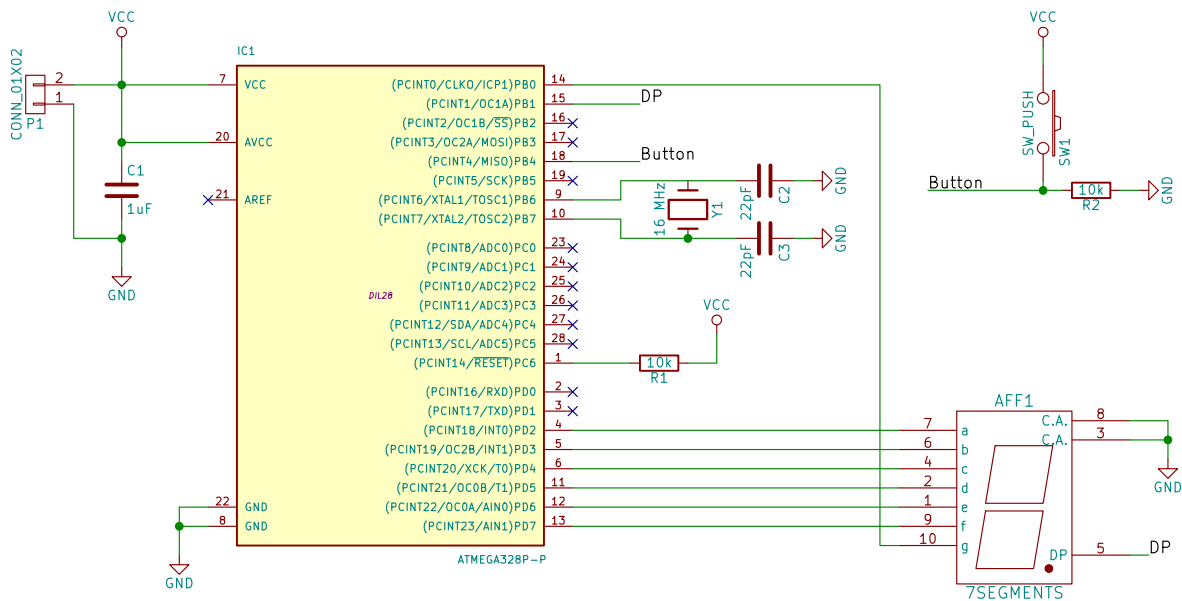 VCC
CONN_01X02
P1
2
1
C1
1uF
GND
IC1
7 VCC
20 AVCC
21 AREF
22 GND
8 GND
GND
DIL28
ATMEGA328P-P
(PCINT0/CLKO/ICP1)PB0 14
(PCINT1/OC1A)PB1 15 DP
(PCINT2/OC1B/SS)PB2 16
(PCINT3/OC2A/MOSI)PB3 17
(PCINT4/MISO)PB4 18 Button
(PCINT5/SCK)PB5 19
(PCINT6/XTAL1/TOSC1)PB6 9
(PCINT7/XTAL2/TOSC2)PB7 10
(PCINT8/ADC0)PC0 23
(PCINT9/ADC1)PC1 24
(PCINT10/ADC2)PC2 25
(PCINT11/ADC3)PC3 26
(PCINT12/SDA/ADC4)PC4 27
(PCINT13/SCL/ADC5)PC5 28
(PCINT14/RESET)PC6 1
(PCINT16/RXD)PD0 2
(PCINT17/TXD)PD1 3
(PCINT18/INT0)PD2 4
(PCINT19/OC2B/INT1)PD3 5
(PCINT20/XCK/T0)PD4 6
(PCINT21/OC0B/T1)PD5 11
(PCINT22/OC0A/AIN0)PD6 12
(PCINT23/AIN1)PD7 13
16 MHz
Y1
22pF
C2
GND
22pF
C3
GND
VCC
10k
R1
VCC
SW_PUSH
SW1
Button
10k
R2
GND
AFF1
7 a
6 b
4 c
2 d
1 e
9 f
10 g
C.A. 8
C.A. 3
GND
DP 5 DP
7SEGMENTS